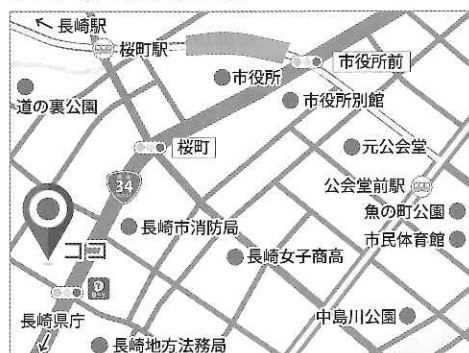 長崎駅
桜町駅
市役所
市役所前
道の裏公園
市役所別館
桜町
元公会堂
34
公会堂前駅
魚の町公園
長崎市消防局
市民体育館
ココ
長崎女子商高
中島川公園
長崎県庁
長崎地方法務局